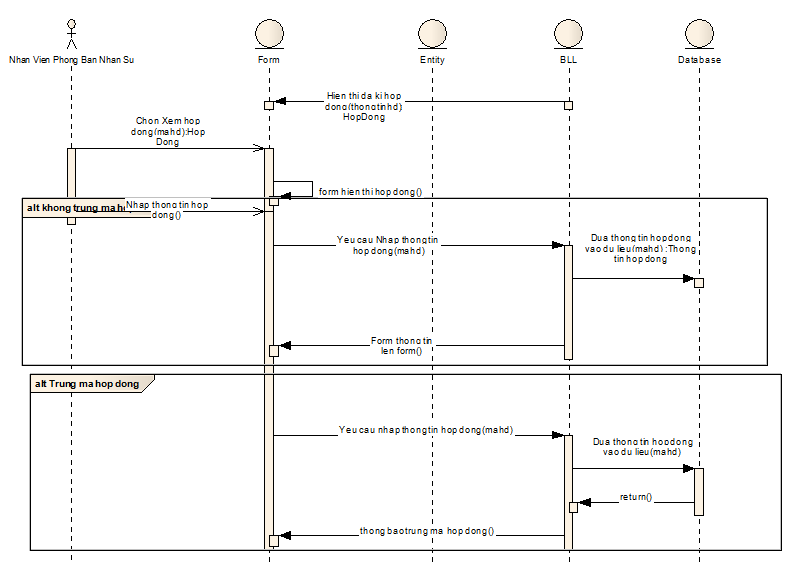 Nhan Vien Phong Ban Nhan Su
Form
Entity
BLL
Database
Hien thi da ki hop
dong(thongtinhd)
HopDong
Chon Xem hop
dong(mahd):Hop
Dong
form hien thi hop dong()
alt khong trung ma
Nhap thong tin hop
dong()
Yeu cau Nhap thong tin
hop dong(mahd)
Dua thong tin hopdong
vao du lieu(mahd) :Thong
tin hop dong
Form thong tin
len form()
alt Trung ma hop dong
Yeu cau nhap thong tin hop dong(mahd)
Dua thong tin hopdong
vao du lieu(mahd)
return()
thong bao trung ma hop dong()